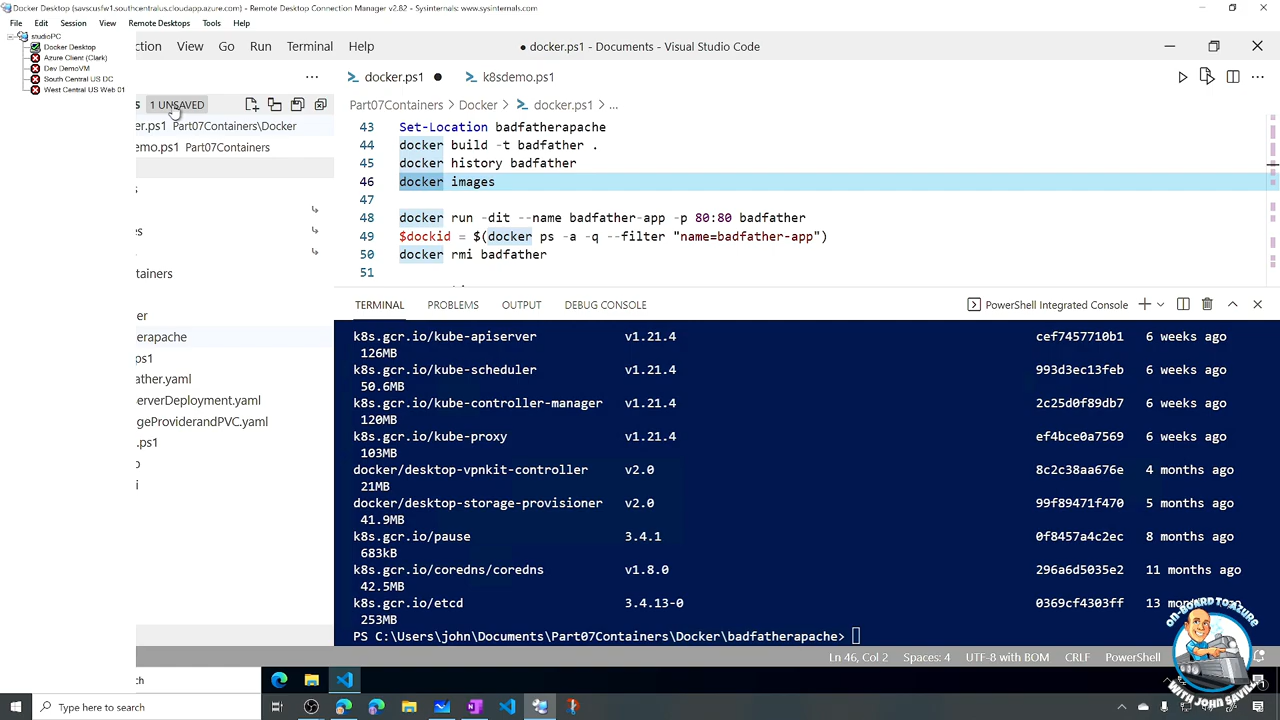 Docker Desktop (savscusfw1.southcentralus.cloudapp.azure.com) - Remote Desktop Connection Manager v2.82 - Sysinternals: www.sysinternals.com
File Edit Session View Remote Desktops Tools Help
studioPC
Docker Desktop
Azure Client (Clark)
Dev DemoVM
South Central US DC
West Central US Web 01
ction View Go Run Terminal Help
● docker.ps1 - Documents - Visual Studio Code
docker.ps1 ●
k8sdemo.ps1
S 1 UNSAVED
er.ps1 Part07Containers\Docker
emo.ps1 Part07Containers
s
es
s
tainers
er
erapache
ps1
ather.yaml
erverDeployment.yaml
geProviderandPVC.yaml
.ps1
p
i
Part07Containers > Docker > docker.ps1 > ...
43 Set-Location badfatherapache
44 docker build -t badfather .
45 docker history badfather
46 docker images
47
48 docker run -dit --name badfather-app -p 80:80 badfather
49 $dockid = $(docker ps -a -q --filter "name=badfather-app")
50 docker rmi badfather
51
TERMINAL PROBLEMS OUTPUT DEBUG CONSOLE
PowerShell Integrated Console
k8s.gcr.io/kube-apiserver v1.21.4 cef7457710b1 6 weeks ago
126MB
k8s.gcr.io/kube-scheduler v1.21.4 993d3ec13feb 6 weeks ago
50.6MB
k8s.gcr.io/kube-controller-manager v1.21.4 2c25d0f89db7 6 weeks ago
120MB
k8s.gcr.io/kube-proxy v1.21.4 ef4bce0a7569 6 weeks ago
103MB
docker/desktop-vpnkit-controller v2.0 8c2c38aa676e 4 months ago
21MB
docker/desktop-storage-provisioner v2.0 99f89471f470 5 months ago
41.9MB
k8s.gcr.io/pause 3.4.1 0f8457a4c2ec 8 months ago
683kB
k8s.gcr.io/coredns/coredns v1.8.0 296a6d5035e2 11 months ago
42.5MB
k8s.gcr.io/etcd 3.4.13-0 0369cf4303ff 13 months ago
253MB
PS C:\Users\john\Documents\Part07Containers\Docker\badfatherapache>
Ln 46, Col 2 Spaces: 4 UTF-8 with BOM CRLF PowerShell
ON-BOARD TO AZURE
WITH JOHN SAVILL
rch
Type here to search